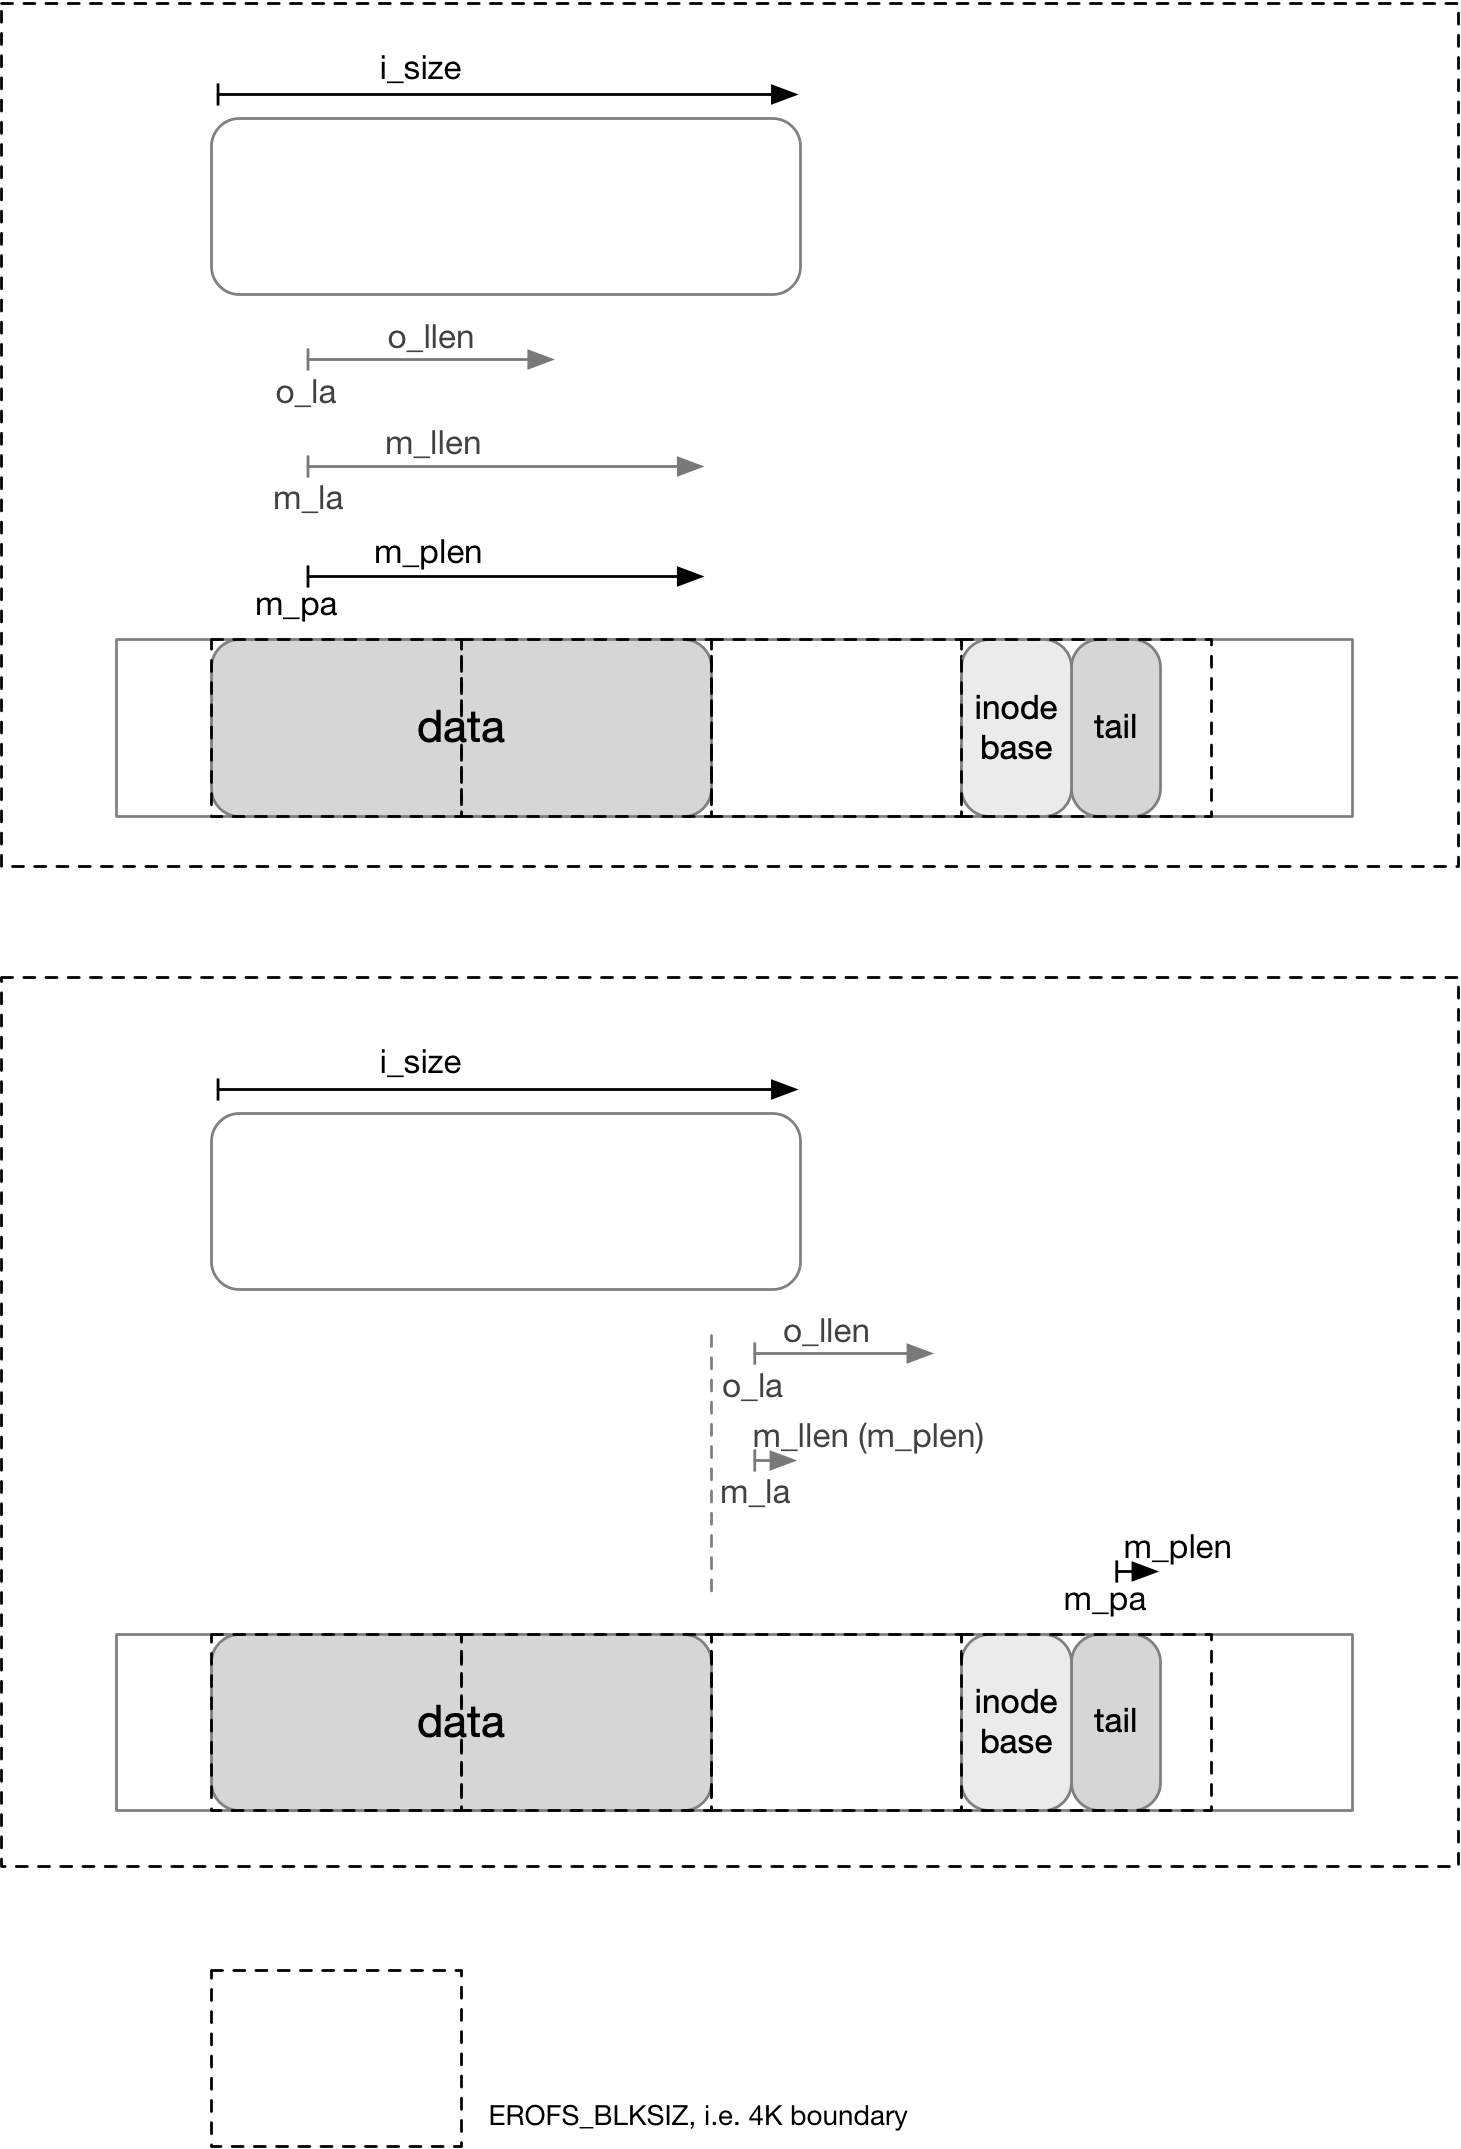 i_size
o_llen
o_la
m_llen
m_la
m_plen
m_pa
data
inode
base
tail
i_size
o_llen
o_la
m_llen (m_plen)
m_la
m_plen
m_pa
data
inode
base
tail
EROFS_BLKSIZ, i.e. 4K boundary